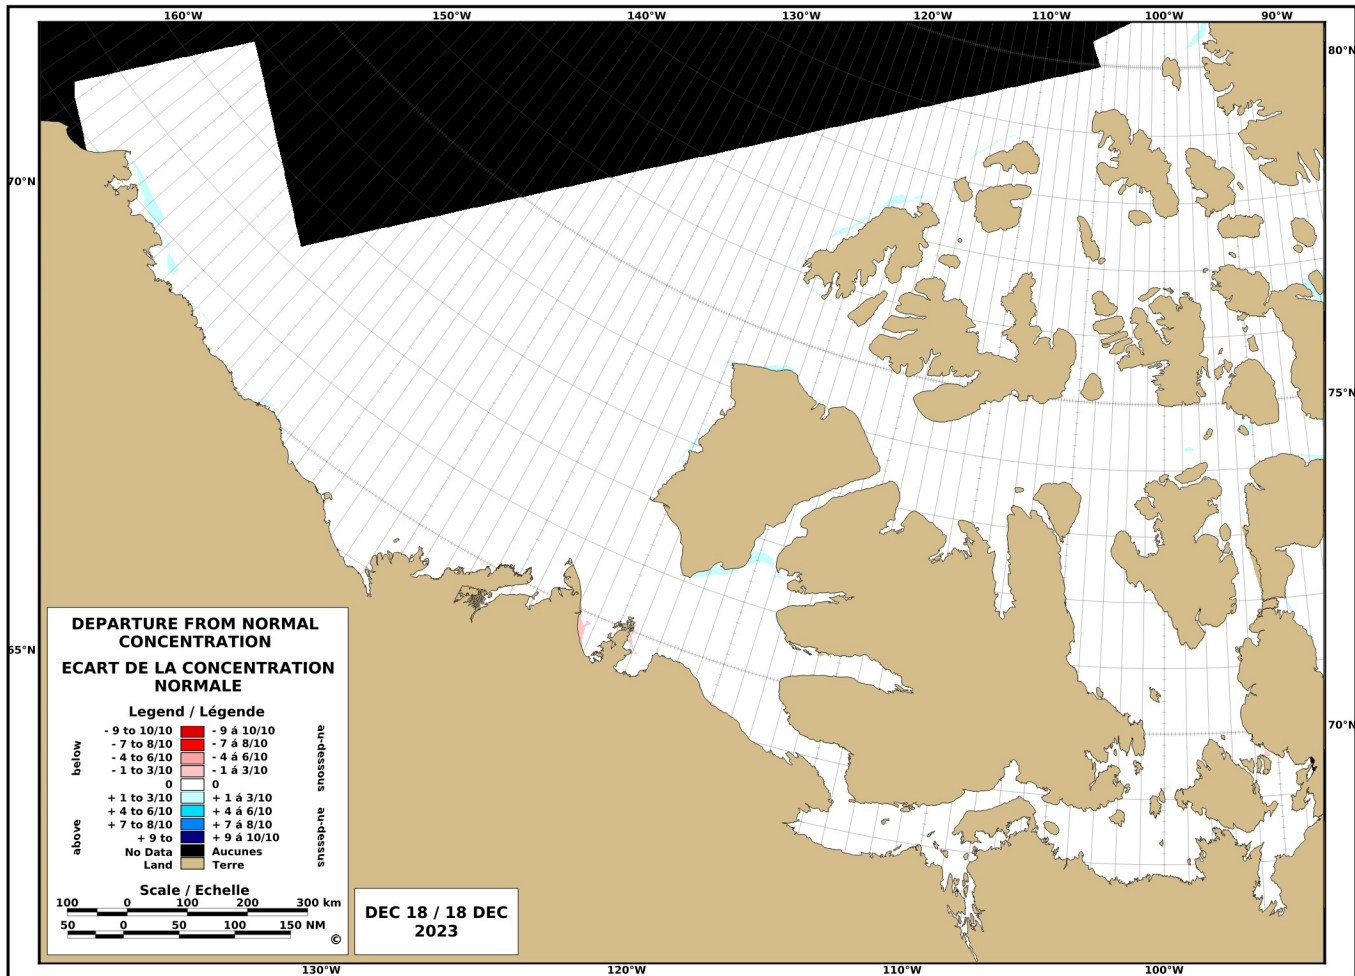 160°W 150°W 140°W 130°W 120°W 110°W 100°W 90°W
80°N
70°N
75°N
65°N
70°N
DEPARTURE FROM NORMAL
CONCENTRATION
ECART DE LA CONCENTRATION
NORMALE
Legend / Légende
below
above
- 9 to 10/10 - 9 á 10/10
- 7 to 8/10 - 7 á 8/10
- 4 to 6/10 - 4 á 6/10
- 1 to 3/10 - 1 á 3/10
0 0
+ 1 to 3/10 + 1 á 3/10
+ 4 to 6/10 + 4 á 6/10
+ 7 to 8/10 + 7 á 8/10
+ 9 to + 9 á 10/10
No Data Aucunes
Land Terre
au-dessous
au-dessus
Scale / Echelle
100 0 100 200 300 km
50 0 50 100 150 NM
©
DEC 18 / 18 DEC
2023
130°W 120°W 110°W 100°W